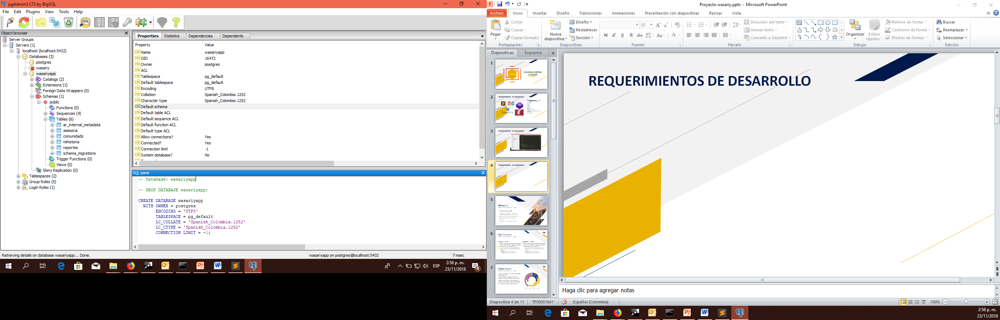 pgAdmin3 LTS by BigSQL
File Edit Plugins View Tools Help
SQL
Object browser
Server Groups
Servers (1)
localhost (localhost:5432)
Databases (3)
postgres
wasariy
wasariyapp
Catalogs (2)
Extensions (1)
Foreign Data Wrappers (0)
Schemas (1)
public
Functions (0)
Sequences (4)
Tables (6)
ar_internal_metadata
asesoria
comunidads
mihistoria
reportes
schema_migrations
Trigger Functions (0)
Views (0)
Slony Replication (0)
Tablespaces (2)
Group Roles (5)
Login Roles (1)
Properties Statistics Dependencies Dependents
Property Value
Name wasariyapp
OID 16472
Owner postgres
ACL
Tablespace pg_default
Default tablespace pg_default
Encoding UTF8
Collation Spanish_Colombia.1252
Character type Spanish_Colombia.1252
Default schema
Default table ACL
Default sequence ACL
Default function ACL
Default type ACL
Allow connections? Yes
Connected? Yes
Connection limit -1
System database? No
SQL pane
-- Database: wasariyapp
-- DROP DATABASE wasariyapp;
CREATE DATABASE wasariyapp
WITH OWNER = postgres
ENCODING = 'UTF8'
TABLESPACE = pg_default
LC_COLLATE = 'Spanish_Colombia.1252'
LC_CTYPE = 'Spanish_Colombia.1252'
CONNECTION LIMIT = -1;
Retrieving details on database wasariyapp... Done. wasariyapp on postgres@localhost:5432 7 msec
ESP 2:58 p. m.
23/11/2018 4
Proyecto wasariy.pptx - Microsoft PowerPoint
Archivo Inicio Insertar Diseño Transiciones Animaciones Presentación con diapositivas Revisar Vista
Pegar
Cortar
Copiar
Copiar formato
Portapapeles
Nueva diapositiva
Diseño
Restablecer
Sección
Diapositivas
32
N K S S abc AV Aa A
Fuente
Dirección del texto
Alinear texto
Convertir a SmartArt
Párrafo
Organizar
Estilos rápidos
Relleno de forma
Contorno de forma
Efectos de formas
Dibujo
Buscar
Reemplazar
Seleccionar
Edición
Diapositivas Esquema
1
VIOLENCIA CONTRA
LA MUJER
2
REQUERIMIENTOS DE DESARROLLO
PostgreSQL
3
REQUERIMIENTOS DE DESARROLLO
4
REQUERIMIENTOS DE DESARROLLO
5
About Us
6
Our Promise
7
Chart Option
REQUERIMIENTOS DE DESARROLLO
Haga clic para agregar notas
Diapositiva 4 de 11 "TF00951641" Español (Colombia) 100%
2:58 p. m.
23/11/2018